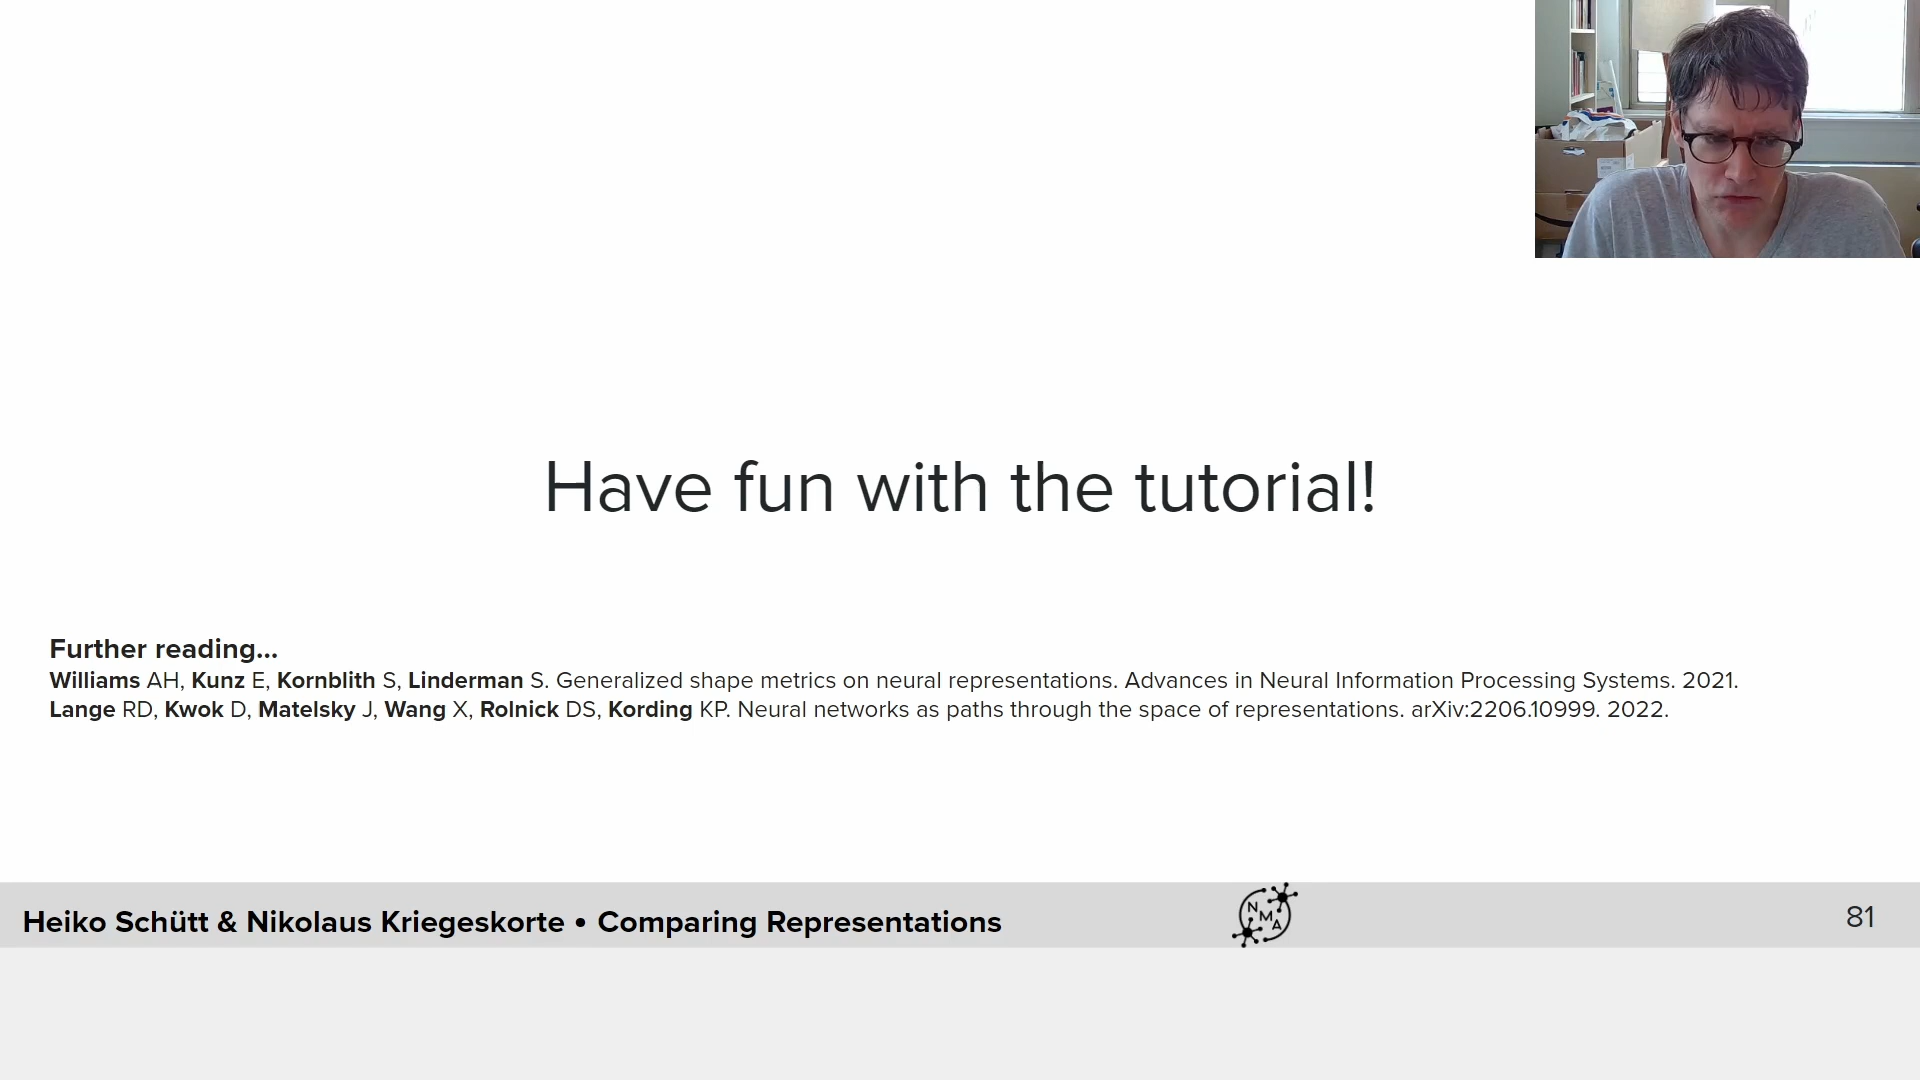 Have fun with the tutorial!
Further reading...
Williams AH, Kunz E, Kornblith S, Linderman S. Generalized shape metrics on neural representations. Advances in Neural Information Processing Systems. 2021.
Lange RD, Kwok D, Matelsky J, Wang X, Rolnick DS, Kording KP. Neural networks as paths through the space of representations. arXiv:2206.10999. 2022.
Heiko Schütt & Nikolaus Kriegeskorte • Comparing Representations
N
M
A
81